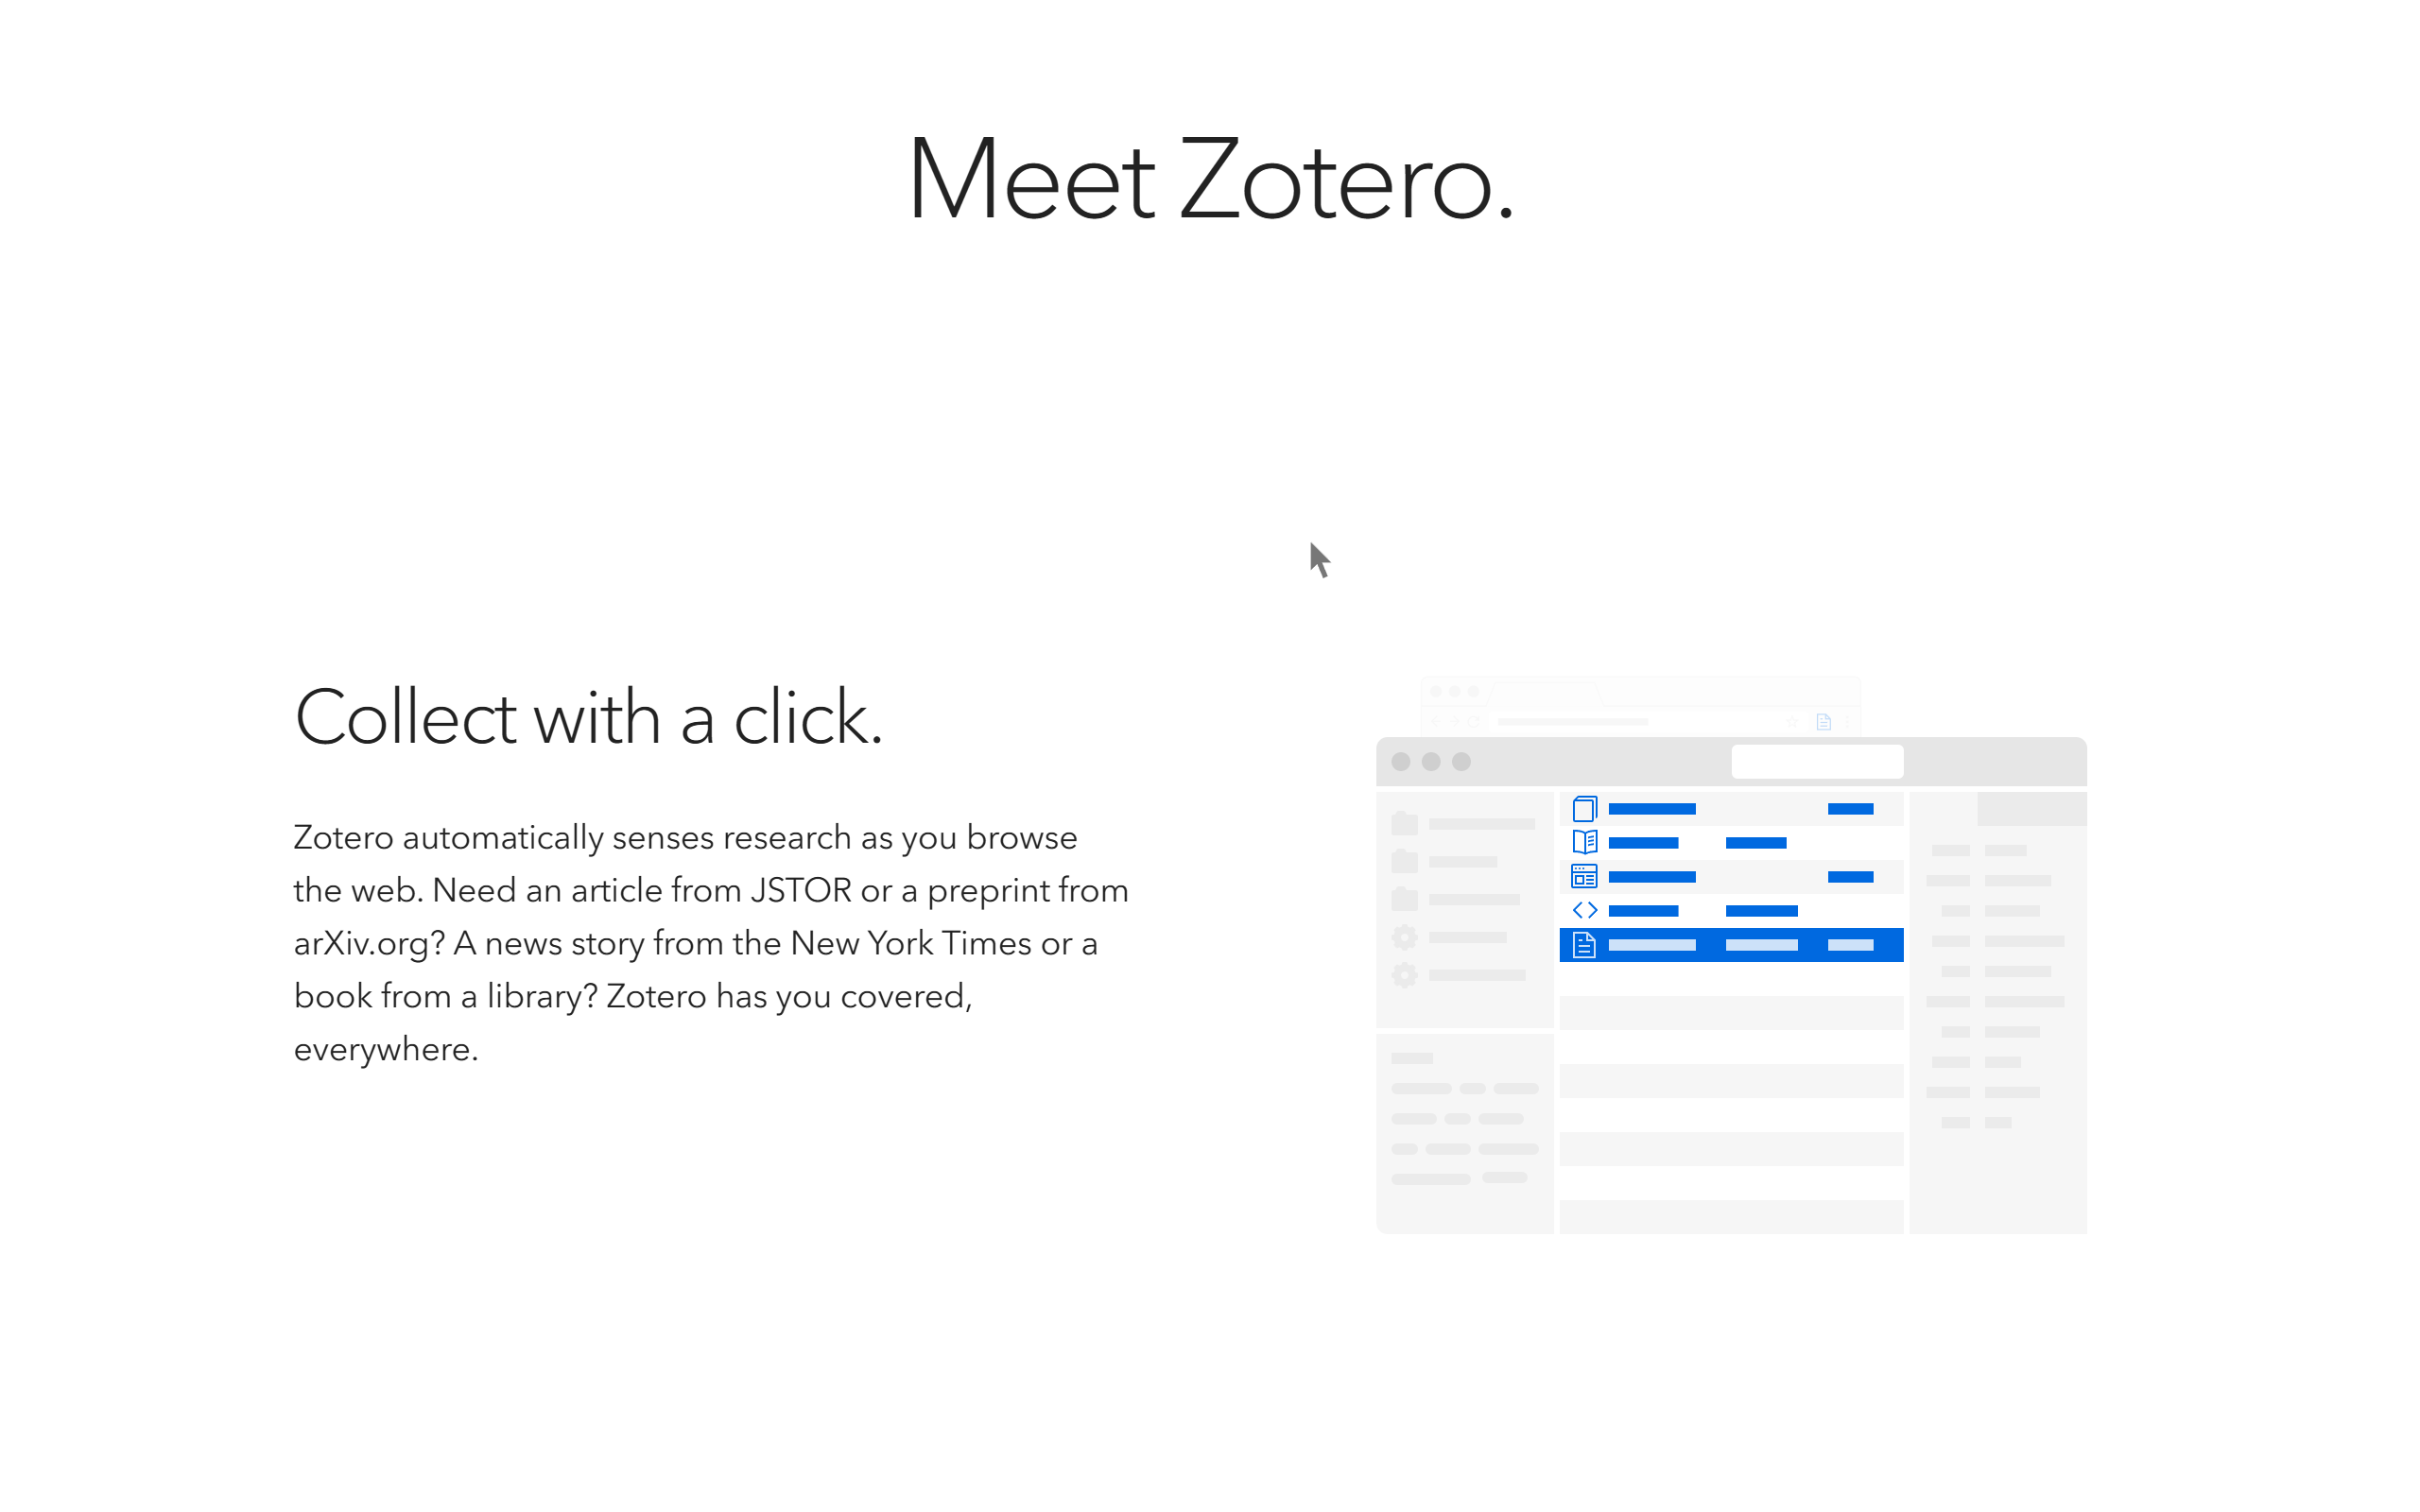 Meet Zotero.
Collect with a click.
Zotero automatically senses research as you browse
the web. Need an article from JSTOR or a preprint from
arXiv.org? A news story from the New York Times or a
book from a library? Zotero has you covered,
everywhere.